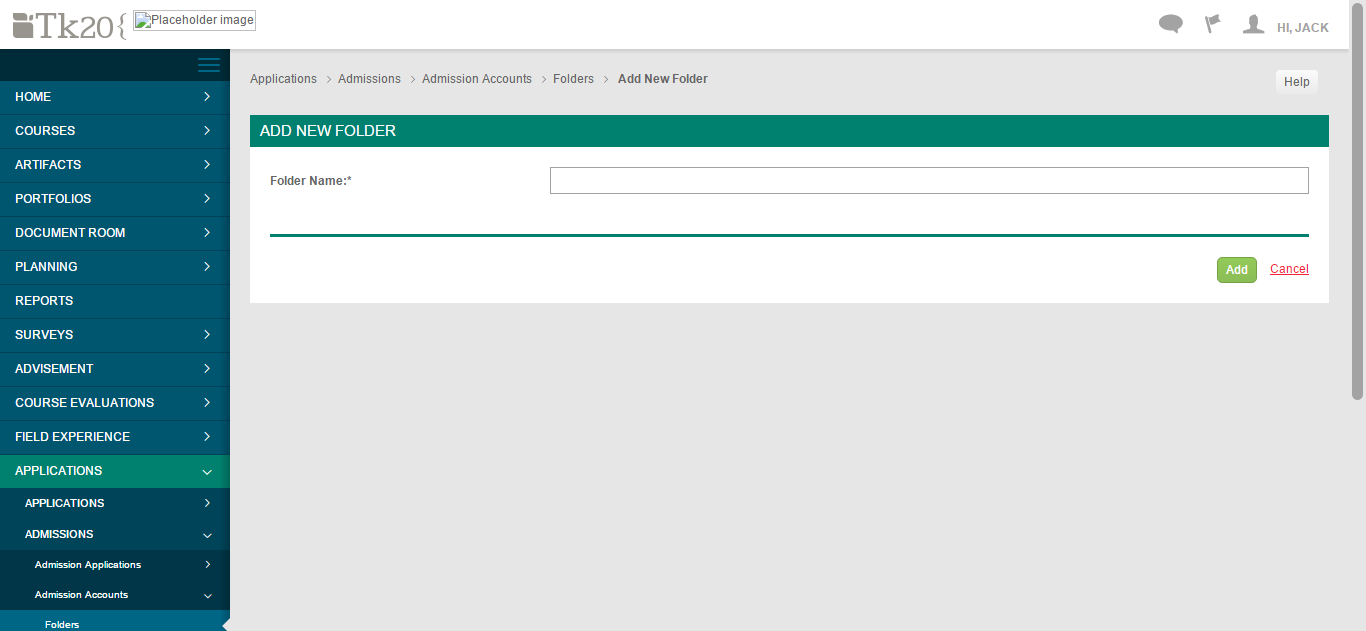 Tk20{
Placeholder image
HI, JACK
HOME
COURSES
ARTIFACTS
PORTFOLIOS
DOCUMENT ROOM
PLANNING
REPORTS
SURVEYS
ADVISEMENT
COURSE EVALUATIONS
FIELD EXPERIENCE
APPLICATIONS
APPLICATIONS
ADMISSIONS
Admission Applications
Admission Accounts
Folders
Applications > Admissions > Admission Accounts > Folders > Add New Folder
Help
ADD NEW FOLDER
Folder Name:*
Add
Cancel